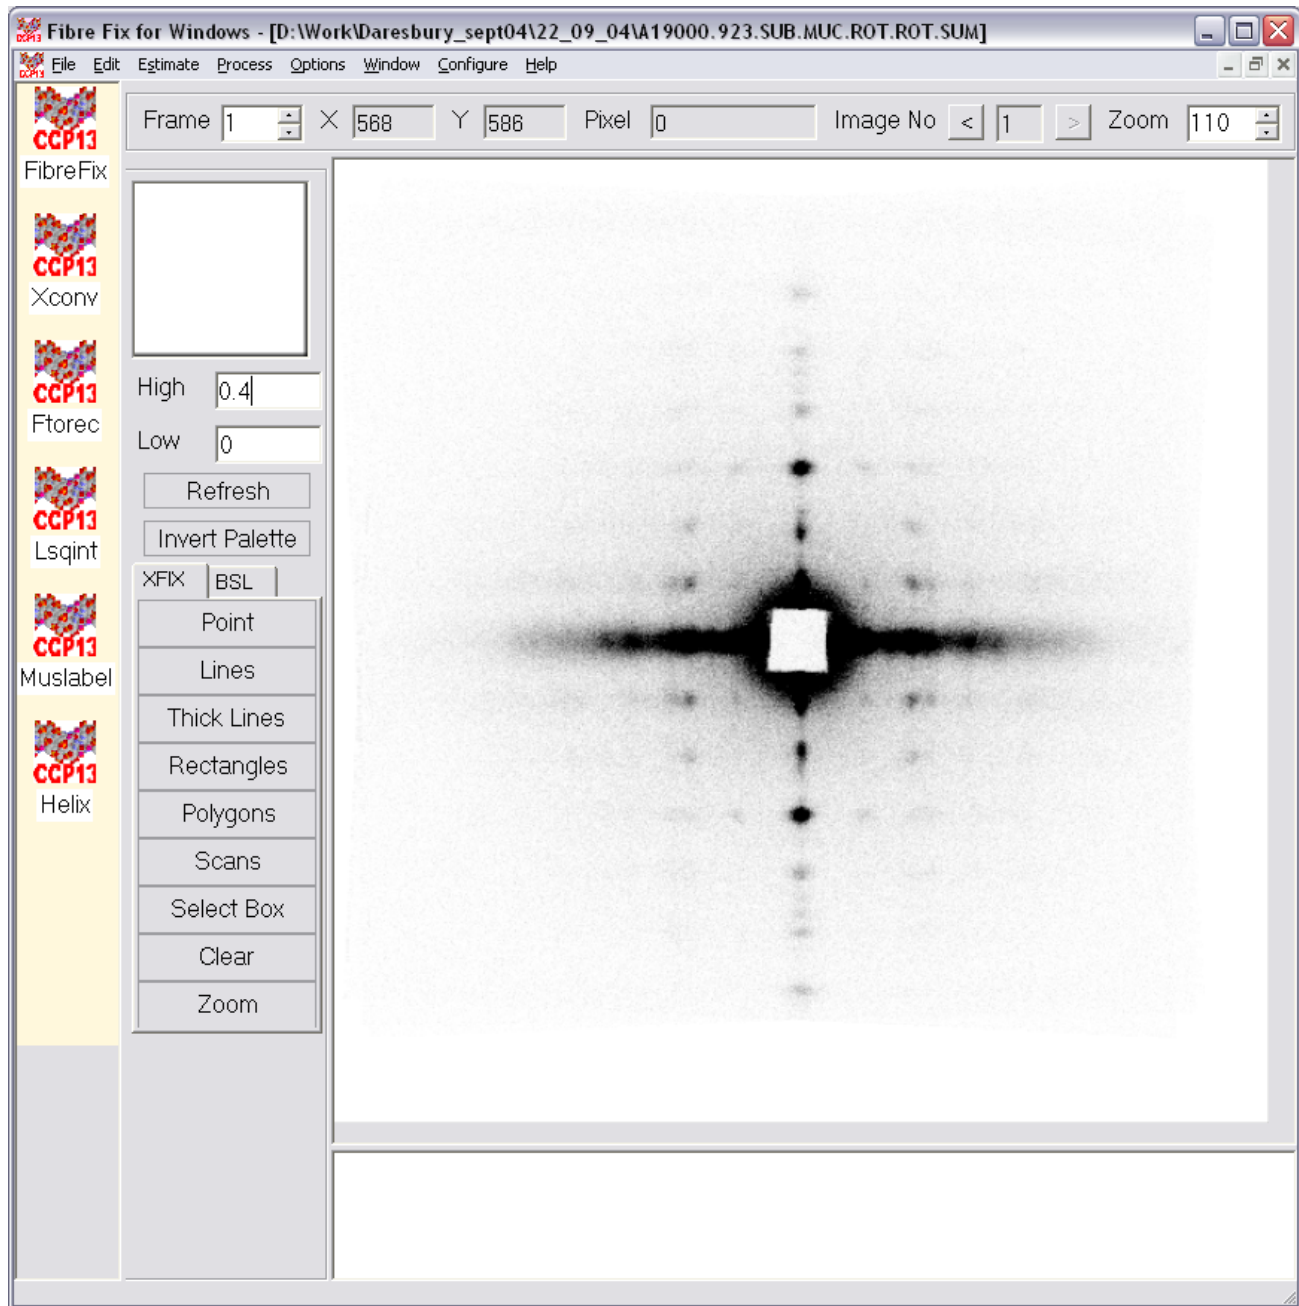 Fibre Fix for Windows - [D:\Work\Daresbury_sept04\22_09_04\A19000.923.SUB.MUC.ROT.ROT.SUM]
File Edit Estimate Process Options Window Configure Help
Frame 1 X 568 Y 586 Pixel 0 Image No < 1 > Zoom 110
CCP13
FibreFix
CCP13
Xconv
CCP13
Ftorec
CCP13
Lsqint
CCP13
Muslabel
CCP13
Helix
High 0.4
Low 0
Refresh
Invert Palette
XFIX BSL
Point
Lines
Thick Lines
Rectangles
Polygons
Scans
Select Box
Clear
Zoom